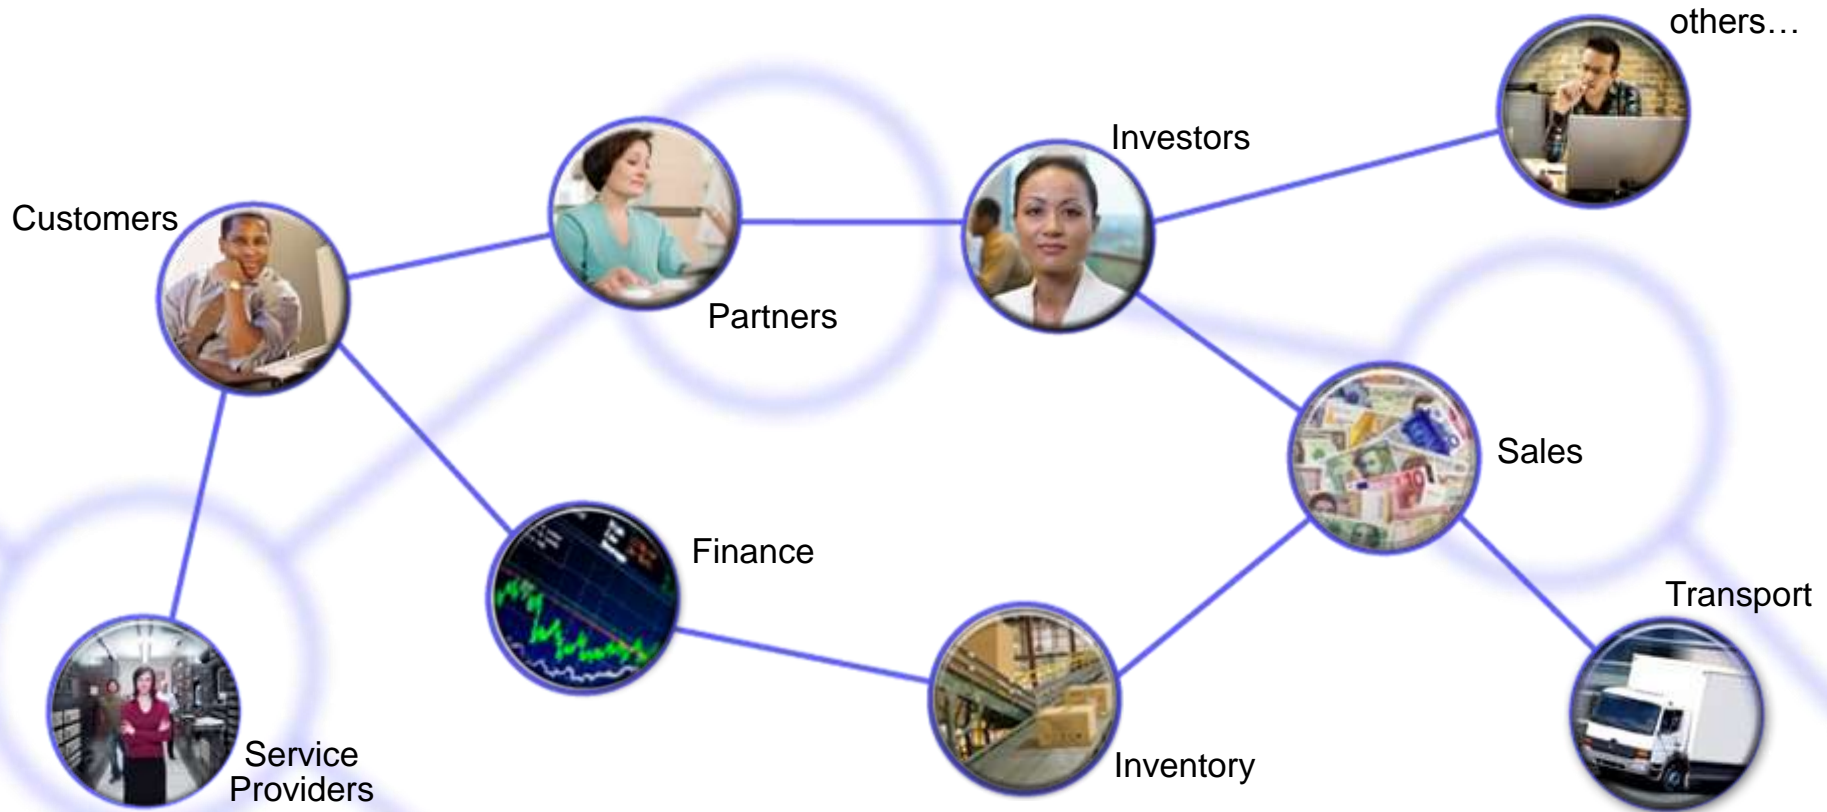 others…
Investors
Customers
Partners
Sales
Finance
Transport
Service
Providers
Inventory